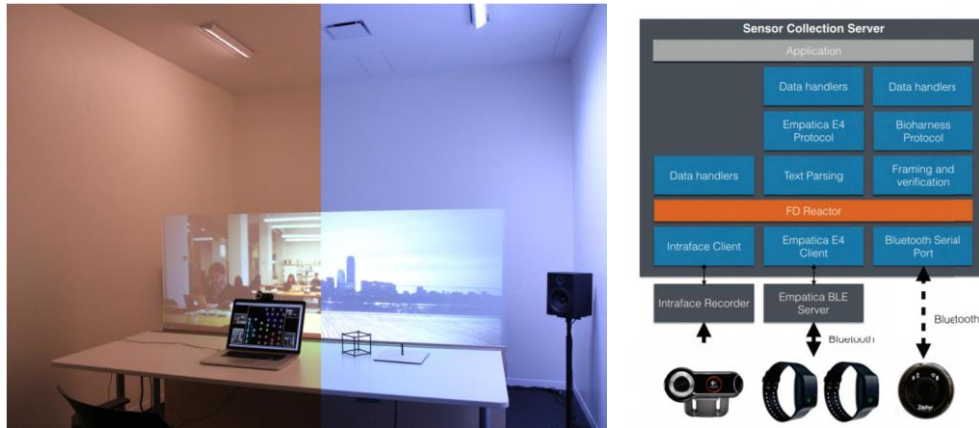 Sensor Collection Server
Application
Data handlers
Data handlers
Empatica E4
Protocol
Bioharness
Protocol
Data handlers
Text Parsing
Framing and
verification
FD Reactor
Intraface Client
Empatica E4
Client
Bluetooth Serial
Port
Intraface Recorder
Empatica BLE
Server
Bluetooth
Bluetooth
Zephyr